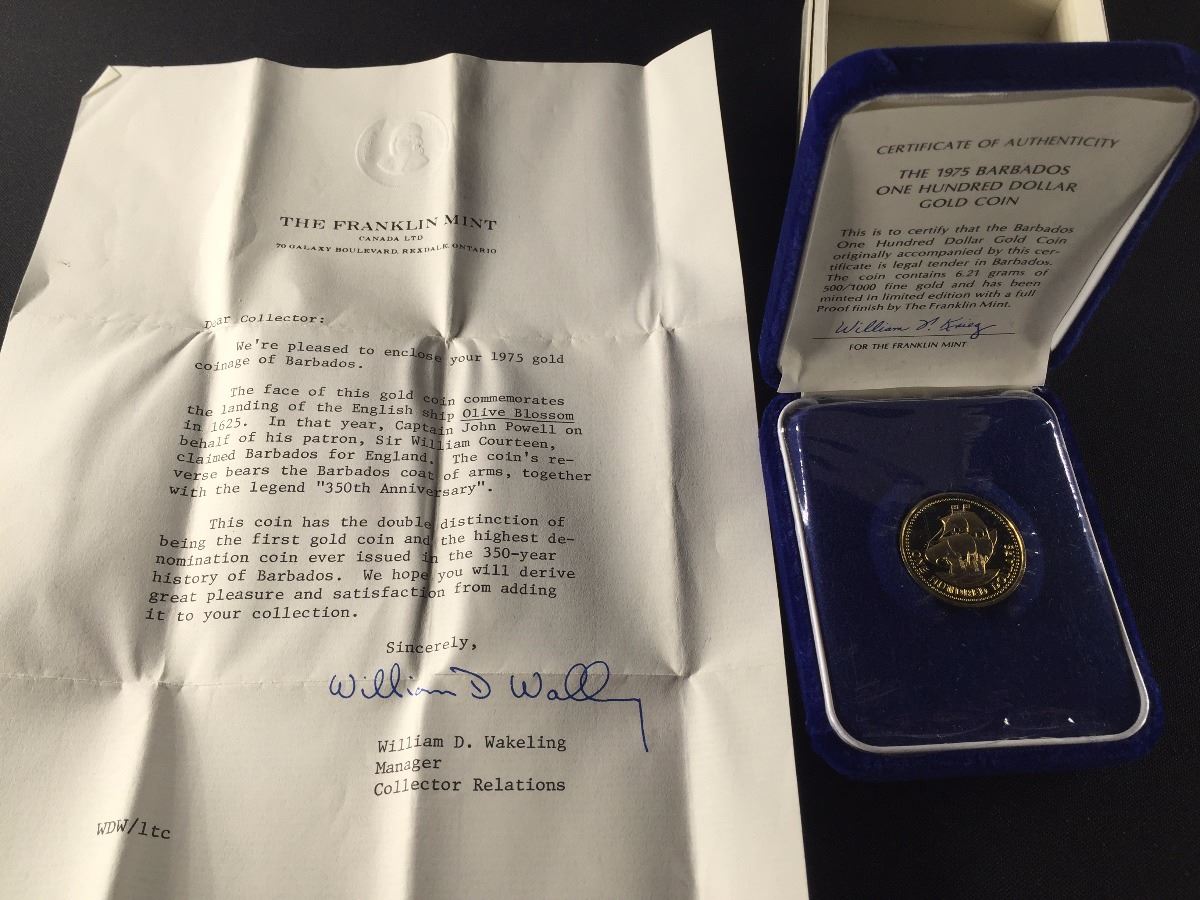 THE FRANKLIN MINT
CANADA LTD
70 GALAXY BOULEVARD, REXDALE, ONTARIO
Dear Collector:
We're pleased to enclose your 1975 gold
coinage of Barbados.
The face of this gold coin commemorates
the landing of the English ship Olive Blossom
in 1625. In that year, Captain John Powell on
behalf of his patron, Sir William Courteen,
claimed Barbados for England. The coin's re-
verse bears the Barbados coat of arms, together
with the legend "350th Anniversary".
This coin has the double distinction of
being the first gold coin and the highest de-
nomination coin ever issued in the 350-year
history of Barbados. We hope you will derive
great pleasure and satisfaction from adding
it to your collection.
Sincerely,
William D. Wakeling
Manager
Collector Relations
WDW/ltc
CERTIFICATE OF AUTHENTICITY
THE 1975 BARBADOS
ONE HUNDRED DOLLAR
GOLD COIN
This is to certify that the Barbados
One Hundred Dollar Gold Coin
originally accompanied by this cer-
tificate is legal tender in Barbados.
The coin contains 6.21 grams of
500/1000 fine gold and has been
minted in limited edition with a full
Proof finish by The Franklin Mint.
FOR THE FRANKLIN MINT
ONE HUNDRED